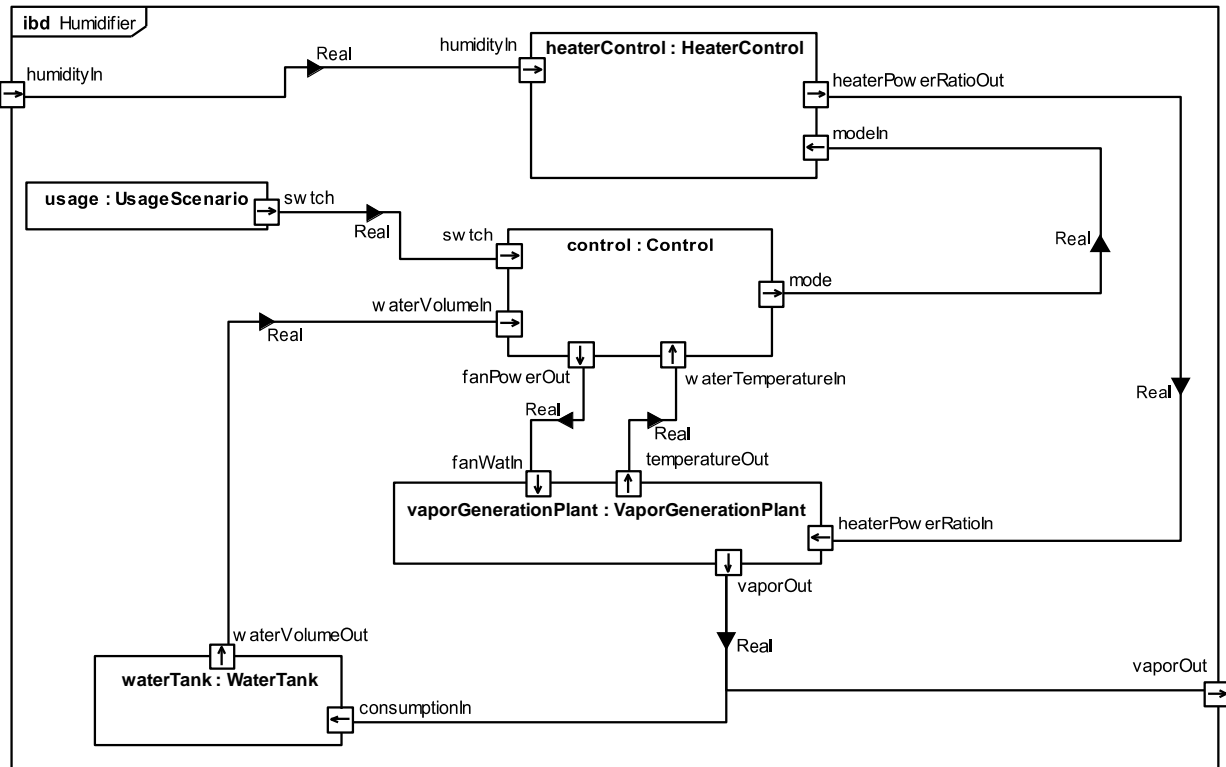 ibd Humidifier
humidityIn
Real
humidityIn
heaterControl : HeaterControl
heaterPowerRatioOut
modeIn
usage : UsageScenario
swtch
Real
swtch
control : Control
Real
mode
waterVolumeIn
Real
fanPowerOut
waterTemperatureIn
Real
Real
Real
fanWatIn
temperatureOut
vaporGenerationPlant : VaporGenerationPlant
heaterPowerRatioIn
vaporOut
waterVolumeOut
Real
vaporOut
waterTank : WaterTank
consumptionIn